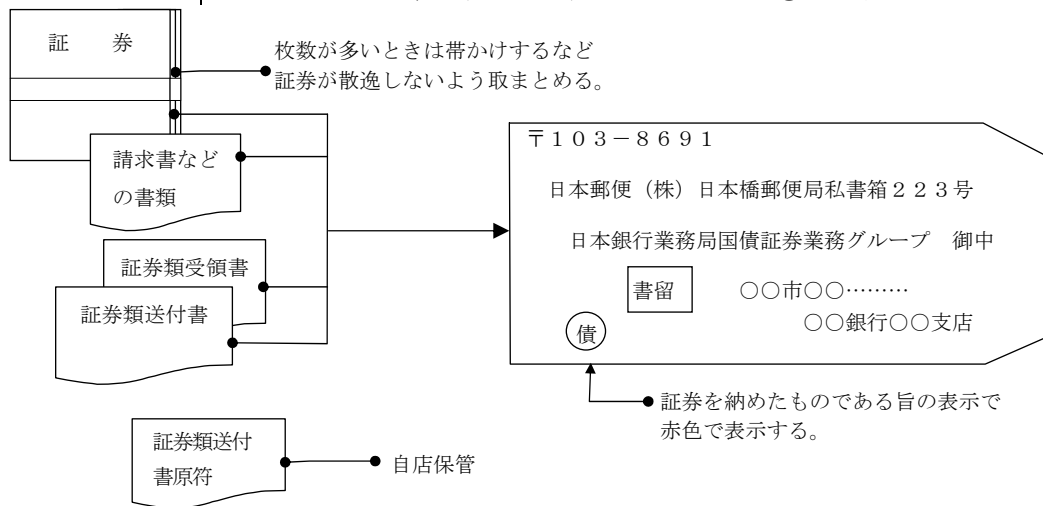 証　券
枚数が多いときは帯かけするなど
証券が散逸しないよう取まとめる。
請求書など
の書類
証券類受領書
証券類送付書
〒１０３－８６９１
日本郵便（株）日本橋郵便局私書箱２２３号
日本銀行業務局国債証券業務グループ　御中
書留
○○市○○………
○○銀行○○支店
債
証券を納めたものである旨の表示で
赤色で表示する。
証券類送付
書原符
自店保管